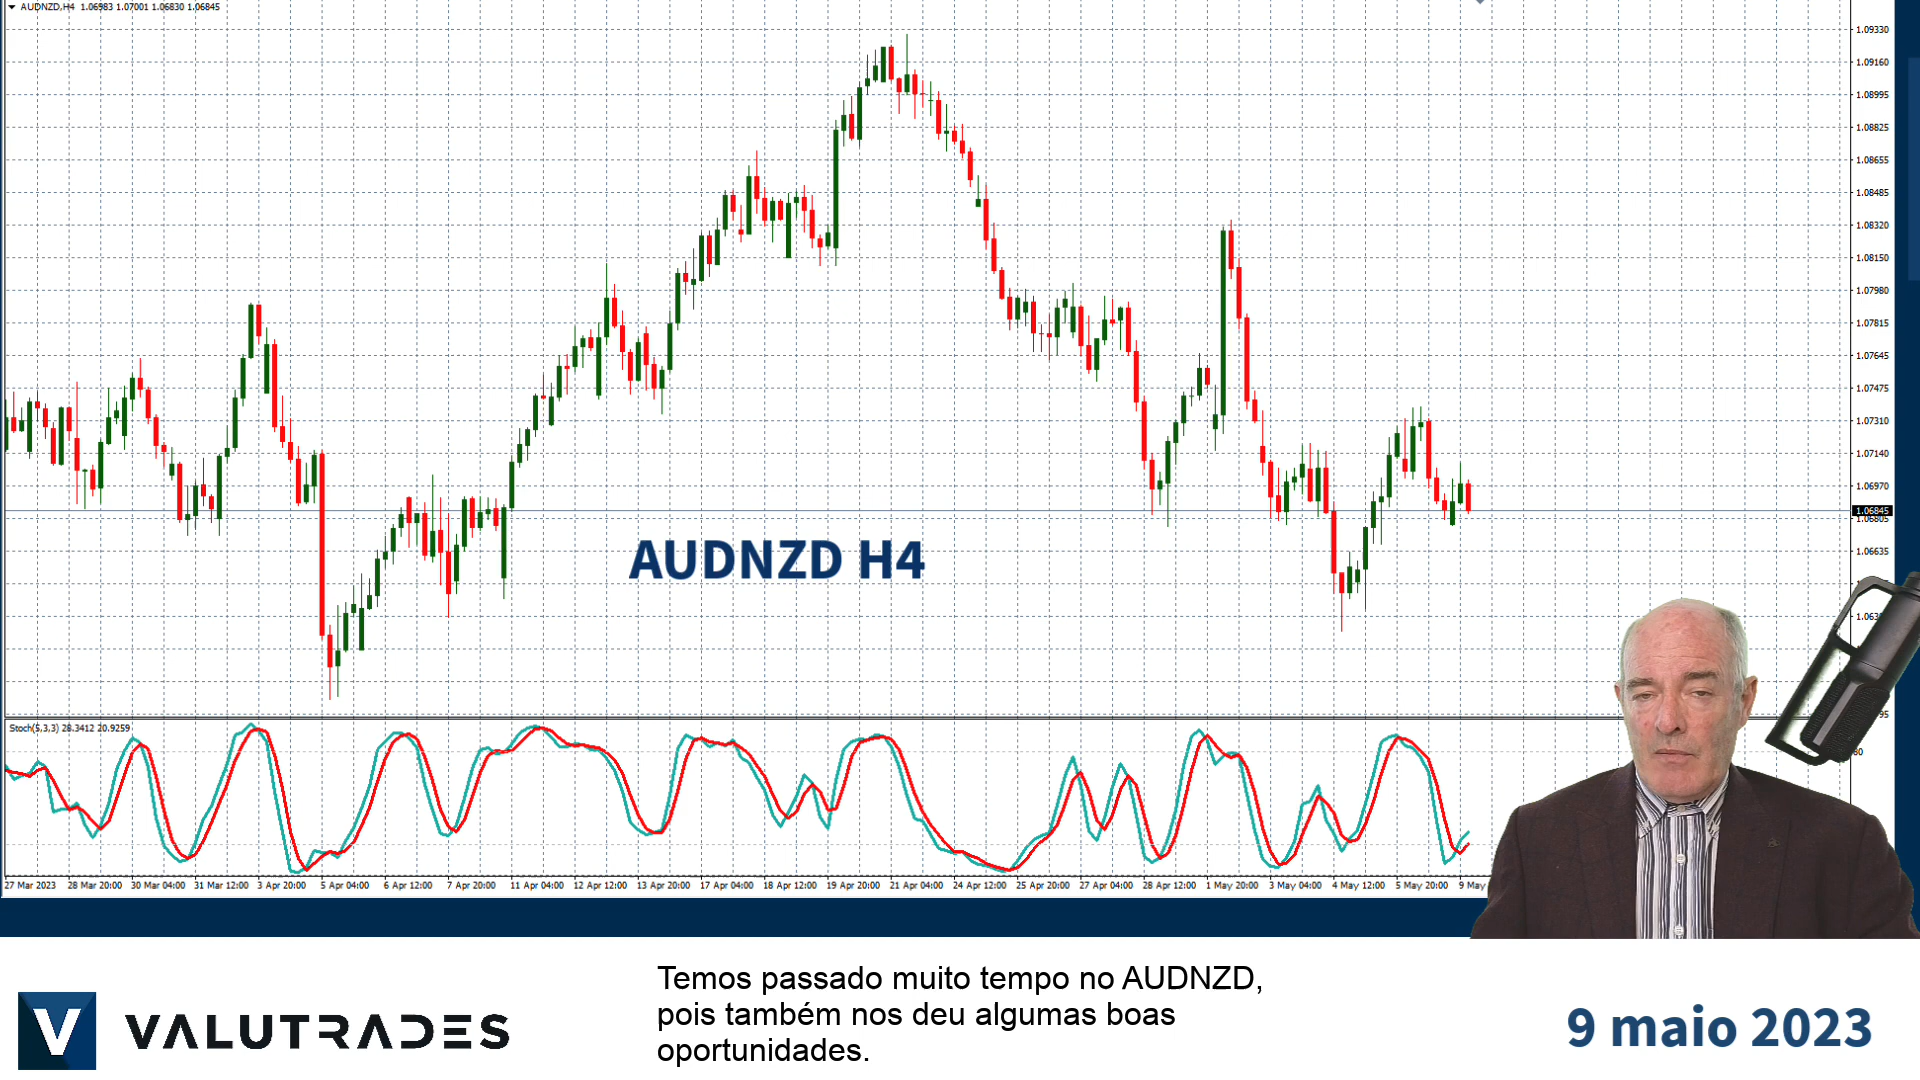 AUDNZD,H4 1.06983 1.07001 1.06830 1.06845
1.09330
1.09160
1.08995
1.08825
1.08655
1.08485
1.08320
1.08150
1.07980
1.07815
1.07645
1.07475
1.07310
1.07140
1.06970
1.06845
1.06805
1.06635
AUDNZD H4
Stoch(5,3,3) 28.3412 20.9259
80
27 Mar 2023 28 Mar 20:00 30 Mar 04:00 31 Mar 12:00 3 Apr 20:00 5 Apr 04:00 6 Apr 12:00 7 Apr 20:00 11 Apr 04:00 12 Apr 12:00 13 Apr 20:00 17 Apr 04:00 18 Apr 12:00 19 Apr 20:00 21 Apr 04:00 24 Apr 12:00 25 Apr 20:00 27 Apr 04:00 28 Apr 12:00 1 May 20:00 3 May 04:00 4 May 12:00 5 May 20:00 9 May
Temos passado muito tempo no AUDNZD,
pois também nos deu algumas boas
oportunidades.
VALUTRADES
9 maio 2023